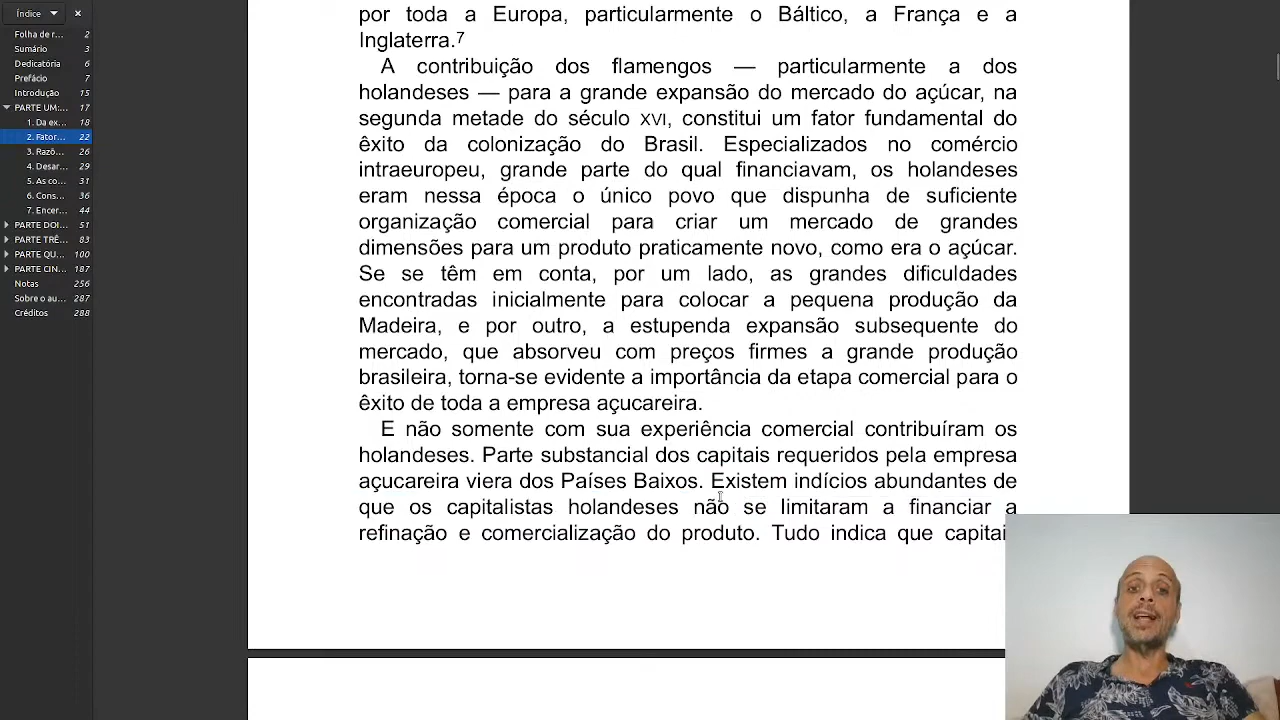 Índice
Folha de r... 2
Sumário 3
Dedicatória 6
Prefácio 7
Introdução 15
PARTE UM:... 17
1. Da ex... 18
2. Fator... 22
3. Razõ... 26
4. Desar... 29
5. As co... 31
6. Cons... 36
7. Encer... 44
PARTE DOI... 51
PARTE TRÊ... 83
PARTE QU... 100
PARTE CIN... 187
Notas 256
Sobre o au... 287
Créditos 288
por toda a Europa, particularmente o Báltico, a França e a
Inglaterra.7
A contribuição dos flamengos — particularmente a dos
holandeses — para a grande expansão do mercado do açúcar, na
segunda metade do século XVI, constitui um fator fundamental do
êxito da colonização do Brasil. Especializados no comércio
intraeuropeu, grande parte do qual financiavam, os holandeses
eram nessa época o único povo que dispunha de suficiente
organização comercial para criar um mercado de grandes
dimensões para um produto praticamente novo, como era o açúcar.
Se se têm em conta, por um lado, as grandes dificuldades
encontradas inicialmente para colocar a pequena produção da
Madeira, e por outro, a estupenda expansão subsequente do
mercado, que absorveu com preços firmes a grande produção
brasileira, torna-se evidente a importância da etapa comercial para o
êxito de toda a empresa açucareira.
E não somente com sua experiência comercial contribuíram os
holandeses. Parte substancial dos capitais requeridos pela empresa
açucareira viera dos Países Baixos. Existem indícios abundantes de
que os capitalistas holandeses não se limitaram a financiar a
refinação e comercialização do produto. Tudo indica que capitai